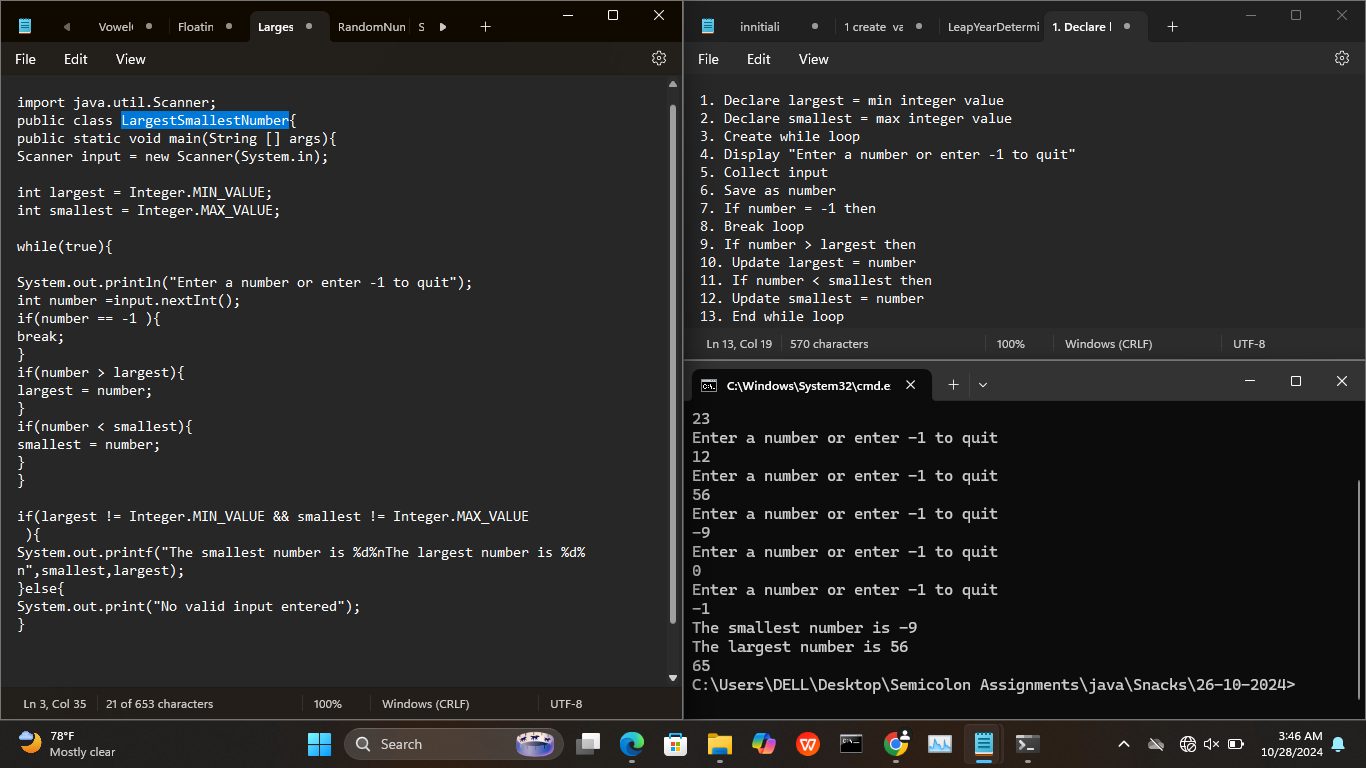 Vowel
Floatin
Larges
RandomNun
S
File
Edit
View
import java.util.Scanner;
public class LargestSmallestNumber{
public static void main(String [] args){
Scanner input = new Scanner(System.in);
int largest = Integer.MIN_VALUE;
int smallest = Integer.MAX_VALUE;
while(true){
System.out.println("Enter a number or enter -1 to quit");
int number =input.nextInt();
if(number == -1 ){
break;
}
if(number > largest){
largest = number;
}
if(number < smallest){
smallest = number;
}
}
if(largest != Integer.MIN_VALUE && smallest != Integer.MAX_VALUE
){
System.out.printf("The smallest number is %d%nThe largest number is %d%
n",smallest,largest);
}else{
System.out.print("No valid input entered");
}
Ln 3, Col 35
21 of 653 characters
100%
Windows (CRLF)
UTF-8
innitiali
1 create va
LeapYearDetermi
1. Declare l
File
Edit
View
1. Declare largest = min integer value
2. Declare smallest = max integer value
3. Create while loop
4. Display "Enter a number or enter -1 to quit"
5. Collect input
6. Save as number
7. If number = -1 then
8. Break loop
9. If number > largest then
10. Update largest = number
11. If number < smallest then
12. Update smallest = number
13. End while loop
Ln 13, Col 19
570 characters
100%
Windows (CRLF)
UTF-8
C:\Windows\System32\cmd.e
23
Enter a number or enter -1 to quit
12
Enter a number or enter -1 to quit
56
Enter a number or enter -1 to quit
-9
Enter a number or enter -1 to quit
0
Enter a number or enter -1 to quit
-1
The smallest number is -9
The largest number is 56
65
C:\Users\DELL\Desktop\Semicolon Assignments\java\Snacks\26-10-2024>
78°F
Mostly clear
Search
3:46 AM
10/28/2024